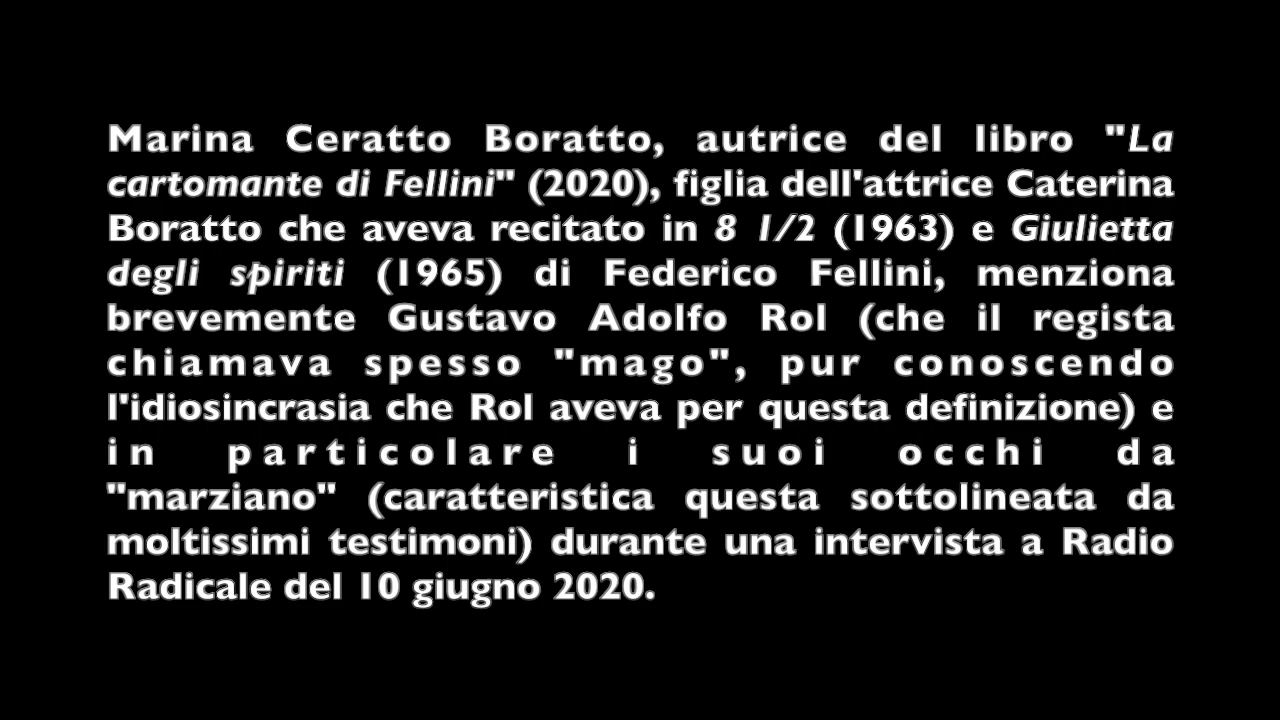 Marina Ceratto Boratto, autrice del libro "La
cartomante di Fellini" (2020), figlia dell'attrice Caterina
Boratto che aveva recitato in 8 1/2 (1963) e Giulietta
degli spiriti (1965) di Federico Fellini, menziona
brevemente Gustavo Adolfo Rol (che il regista
chiamava spesso "mago", pur conoscendo
l'idiosincrasia che Rol aveva per questa definizione) e
in particolare i suoi occhi da
"marziano" (caratteristica questa sottolineata da
moltissimi testimoni) durante una intervista a Radio
Radicale del 10 giugno 2020.